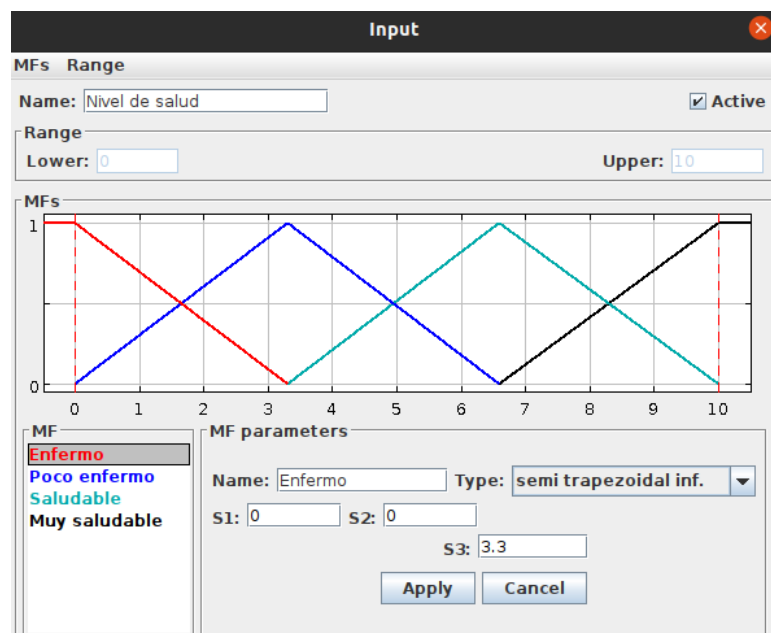 Input
MFs Range
Name: Nivel de salud Active
Range
Lower: 0 Upper: 10
MFs
1
0
0 1 2 3 4 5 6 7 8 9 10
MF
Enfermo
Poco enfermo
Saludable
Muy saludable
MF parameters
Name: Enfermo Type: semi trapezoidal inf.
S1: 0 S2: 0
S3: 3.3
Apply Cancel